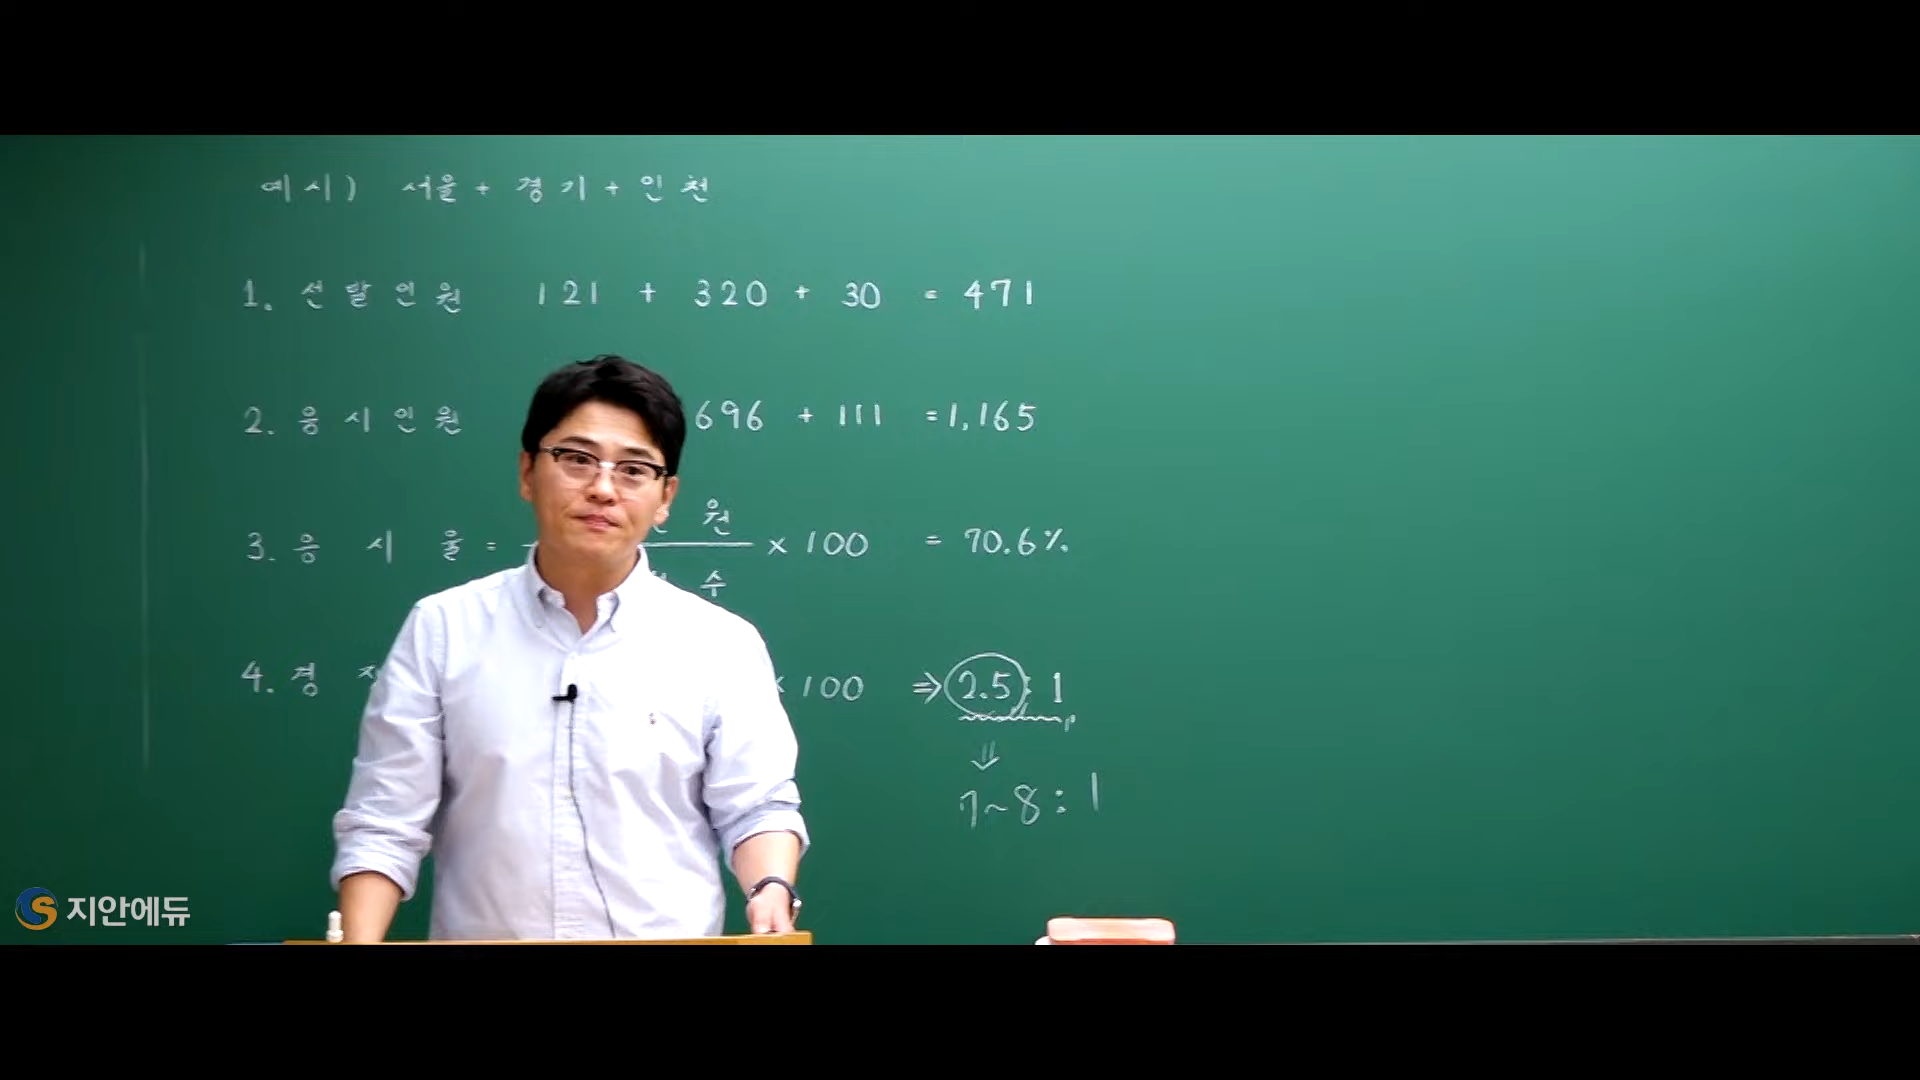 예시) 서울 + 경기 + 인천
1. 선발인원 121 + 320 + 30 = 471
2. 응시인원 696 + 111 = 1,165
3. 응시율 = 원 × 100 = 70.6%
수
4. 경 × 100 ⇒ 2.5 : 1
⇓
7~8 : 1
지안에듀